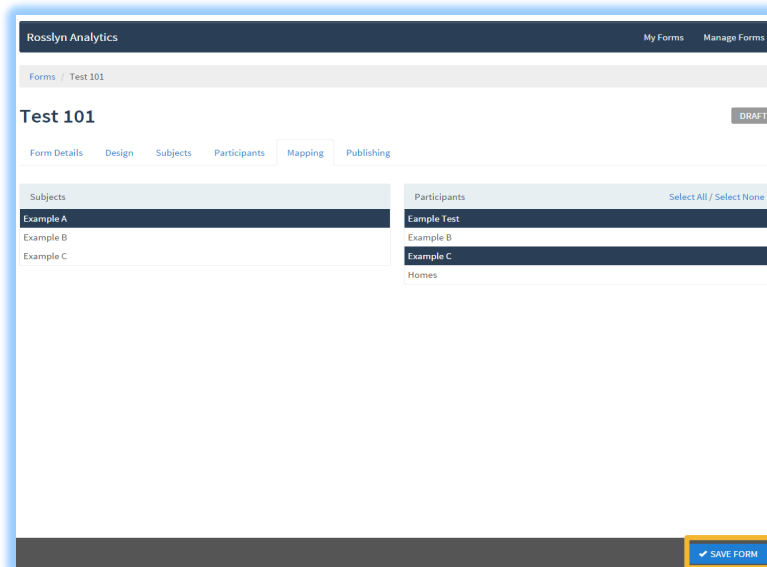 Rosslyn Analytics
My Forms Manage Forms
Forms / Test 101
Test 101
DRAFT
Form Details Design Subjects Participants Mapping Publishing
Subjects
Example A
Example B
Example C
Participants Select All / Select None
Eample Test
Example B
Example C
Homes
✔ SAVE FORM